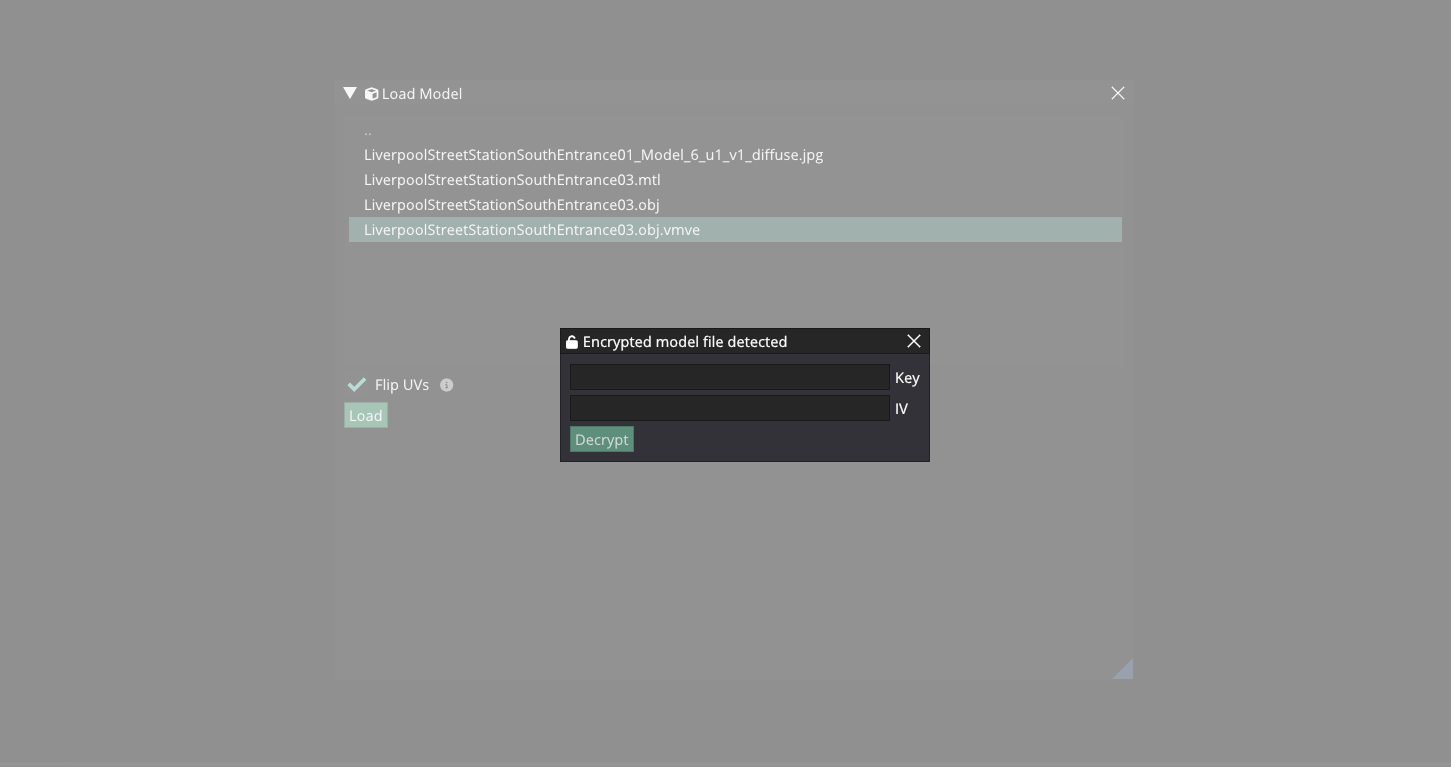 Load Model
..
LiverpoolStreetStationSouthEntrance01_Model_6_u1_v1_diffuse.jpg
LiverpoolStreetStationSouthEntrance03.mtl
LiverpoolStreetStationSouthEntrance03.obj
LiverpoolStreetStationSouthEntrance03.obj.vmve
Encrypted model file detected
Key
IV
Decrypt
Flip UVs
Load